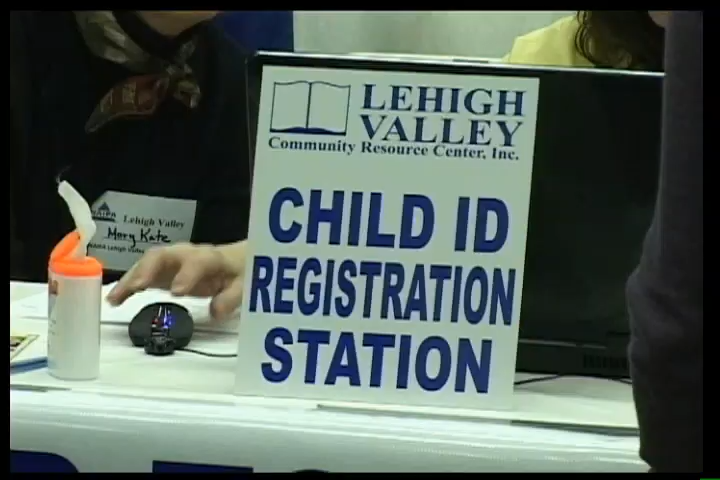 LEHIGH
VALLEY
Community Resource Center, Inc.
CHILD ID
REGISTRATION
STATION
Lehigh Valley
Mary Kate